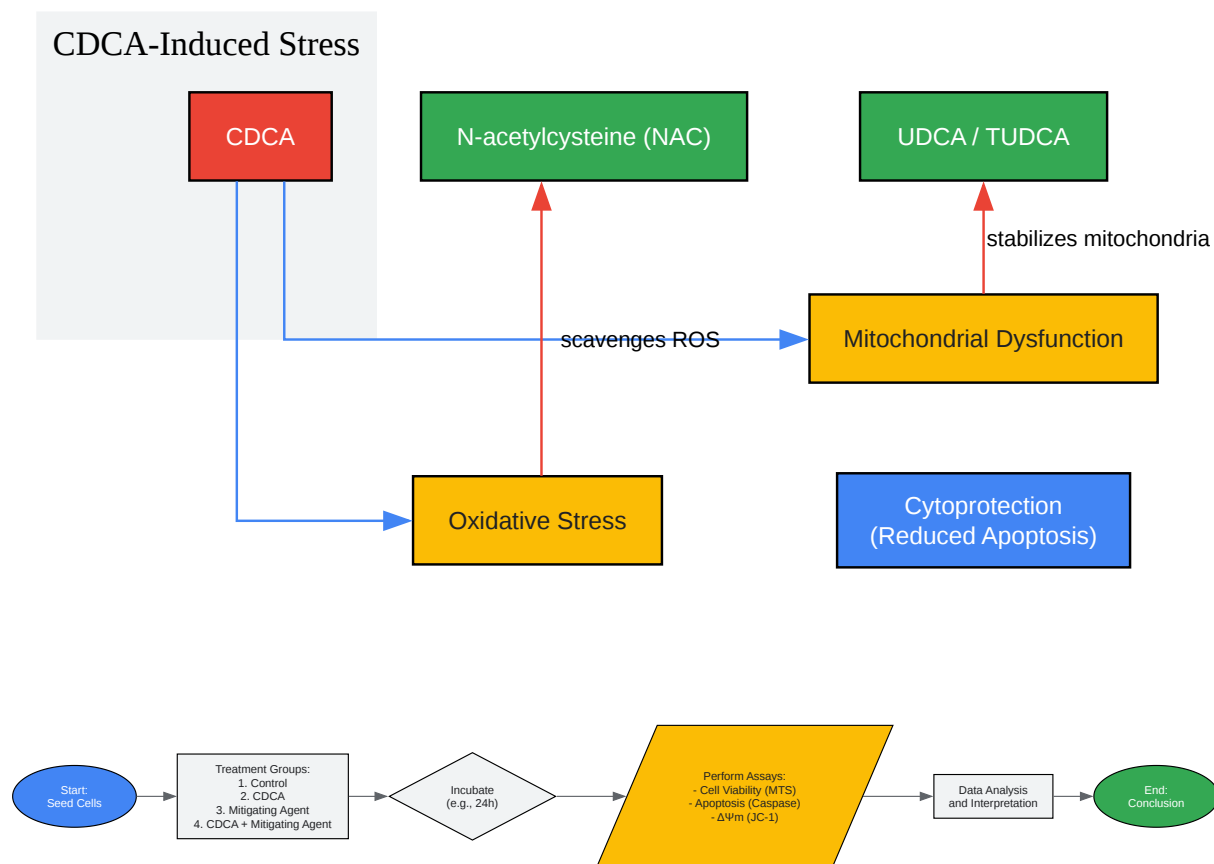 CDCA-Induced Stress
CDCA
N-acetylcysteine (NAC)
UDCA / TUDCA
stabilizes mitochondria
scavenges ROS
Mitochondrial Dysfunction
Oxidative Stress
Cytoprotection
(Reduced Apoptosis)
Start:
Seed Cells
Treatment Groups:
1. Control
2. CDCA
3. Mitigating Agent
4. CDCA + Mitigating Agent
Incubate
(e.g., 24h)
Perform Assays:
- Cell Viability (MTS)
- Apoptosis (Caspase)
- ΔΨm (JC-1)
Data Analysis
and Interpretation
End:
Conclusion